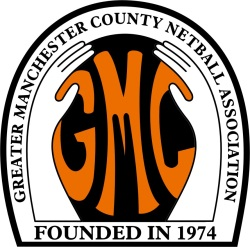 GREATER MANCHESTER COUNTY NETBALL ASSOCIATION
GMC
FOUNDED IN 1974